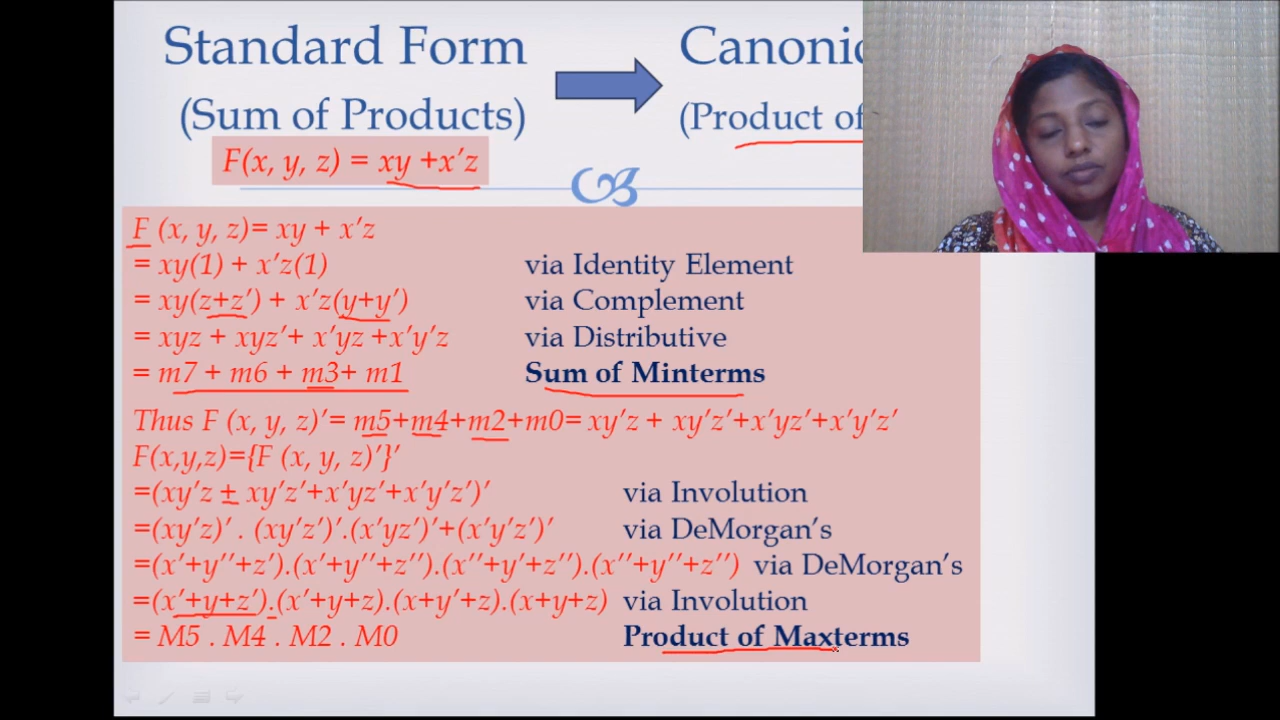 Standard Form
(Sum of Products)
Canonic
(Product of
F(x, y, z) = xy +x’z
F (x, y, z)= xy + x’z
= xy(1) + x’z(1) via Identity Element
= xy(z+z’) + x’z(y+y’) via Complement
= xyz + xyz’+ x’yz +x’y’z via Distributive
= m7 + m6 + m3+ m1 Sum of Minterms
Thus F (x, y, z)’= m5+m4+m2+m0= xy’z + xy’z’+x’yz’+x’y’z’
F(x,y,z)={F (x, y, z)’}’
=(xy’z + xy’z’+x’yz’+x’y’z’)’ via Involution
=(xy’z)’ . (xy’z’)’.(x’yz’)’+(x’y’z’)’ via DeMorgan’s
=(x’+y’’+z’).(x’+y’’+z’’).(x’’+y’+z’’).(x’’+y’’+z’’) via DeMorgan’s
=(x’+y+z’).(x’+y+z).(x+y’+z).(x+y+z) via Involution
= M5 . M4 . M2 . M0 Product of Maxterms